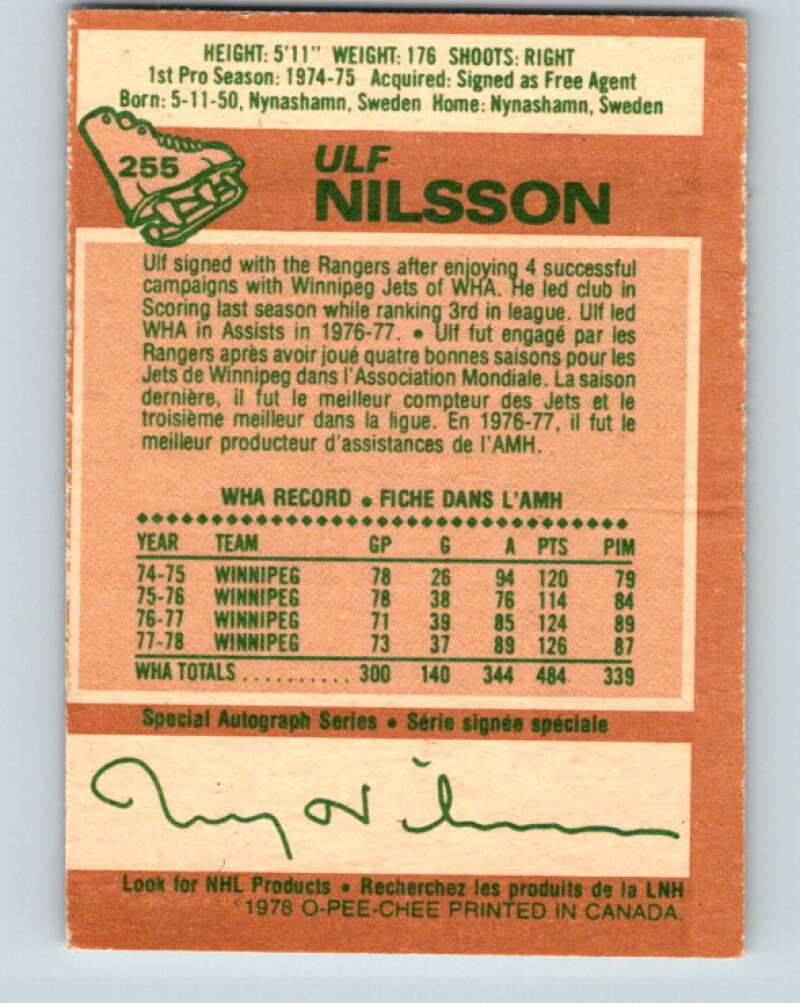 HEIGHT: 5'11" WEIGHT: 176 SHOOTS: RIGHT
1st Pro Season: 1974-75 Acquired: Signed as Free Agent
Born: 5-11-50, Nynashamn, Sweden Home: Nynashamn, Sweden
255
ULF
NILSSON
Ulf signed with the Rangers after enjoying 4 successful
campaigns with Winnipeg Jets of WHA. He led club in
Scoring last season while ranking 3rd in league. Ulf led
WHA in Assists in 1976-77. • Ulf fut engagé par les
Rangers après avoir joué quatre bonnes saisons pour les
Jets de Winnipeg dans l'Association Mondiale. La saison
dernière, il fut le meilleur compteur des Jets et le
troisième meilleur dans la ligue. En 1976-77, il fut le
meilleur producteur d'assistances de l'AMH.
WHA RECORD • FICHE DANS L'AMH
YEAR TEAM GP G A PTS PIM
74-75 WINNIPEG 78 26 94 120 79
75-76 WINNIPEG 78 38 76 114 84
76-77 WINNIPEG 71 39 85 124 89
77-78 WINNIPEG 73 37 89 126 87
WHA TOTALS .......... 300 140 344 484 339
Special Autograph Series • Série signée spéciale
Nilsson
Look for NHL Products • Recherchez les produits de la LNH
©1978 O-PEE-CHEE PRINTED IN CANADA.